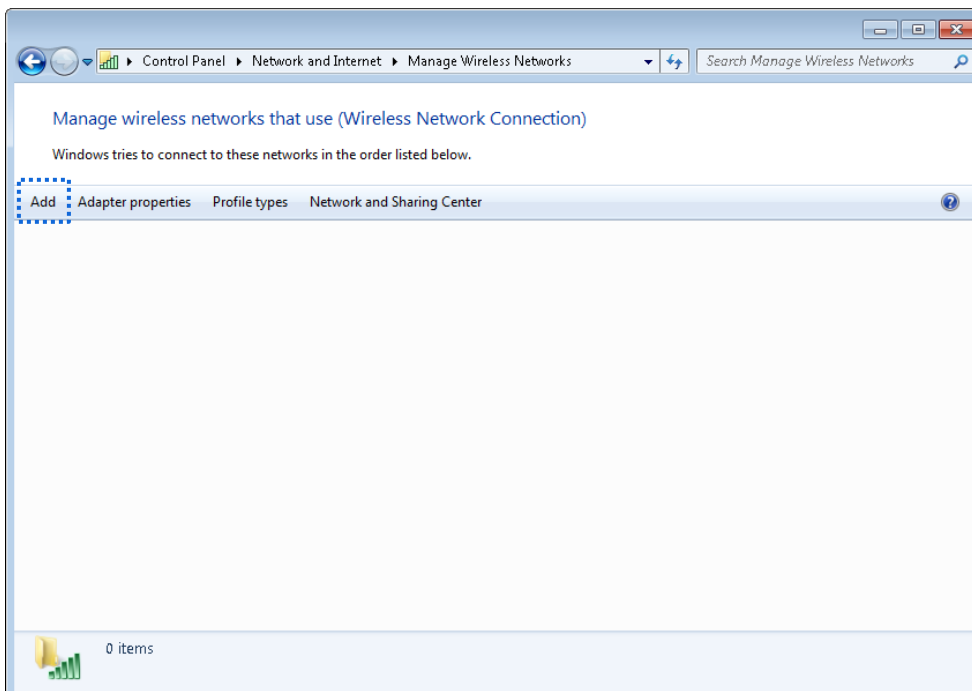 Control Panel Network and Internet Manage Wireless Networks Search Manage Wireless Networks
Manage wireless networks that use (Wireless Network Connection)
Windows tries to connect to these networks in the order listed below.
Add Adapter properties Profile types Network and Sharing Center ?
0 items